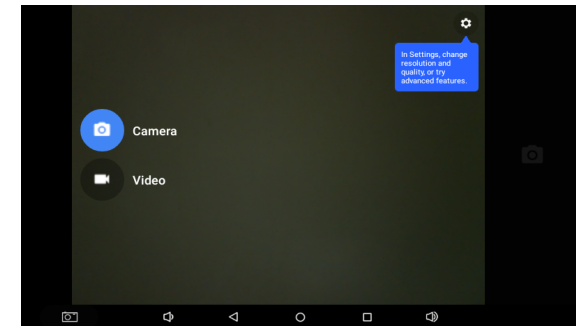 In Settings, change
resolution and
quality, or try
advanced features.
Camera
Video